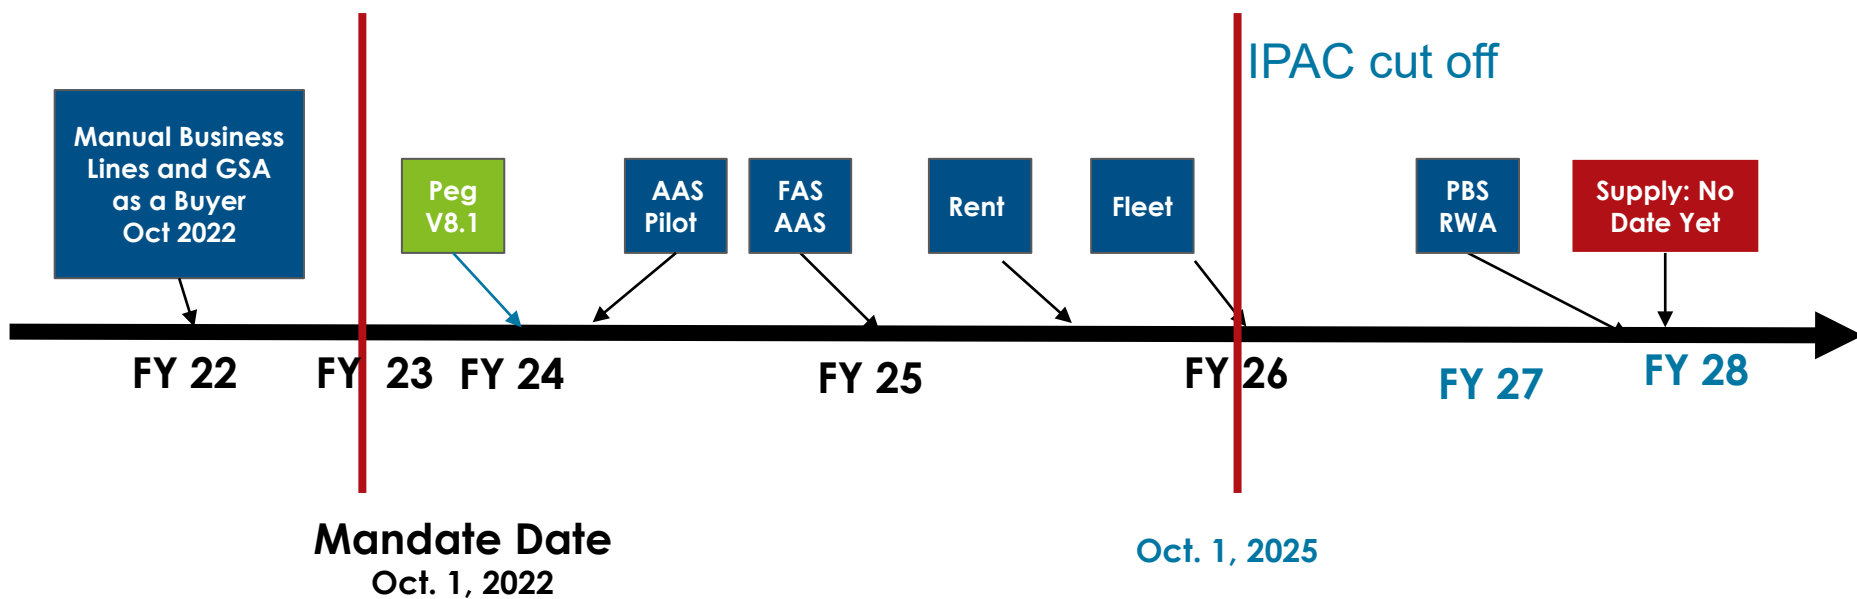 IPAC cut off
Manual Business
Lines and GSA
as a Buyer
Oct 2022
Peg
V8.1
AAS
Pilot
FAS
AAS
Rent
Fleet
PBS
RWA
Supply: No
Date Yet
FY 22
FY 23
FY 24
FY 25
FY 26
FY 27
FY 28
Mandate Date
Oct. 1, 2022
Oct. 1, 2025